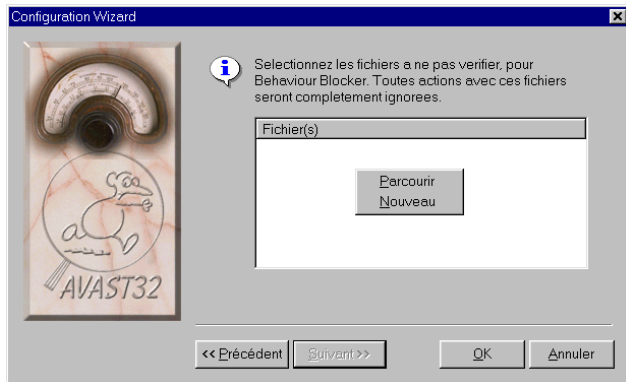 Configuration Wizard
Selectionnez les fichiers a ne pas verifier, pour
Behaviour Blocker. Toutes actions avec ces fichiers
seront completement ignorees.
Fichier(s)
Parcourir
Nouveau
AVAST32
<< Précédent
Suivant >>
OK
Annuler